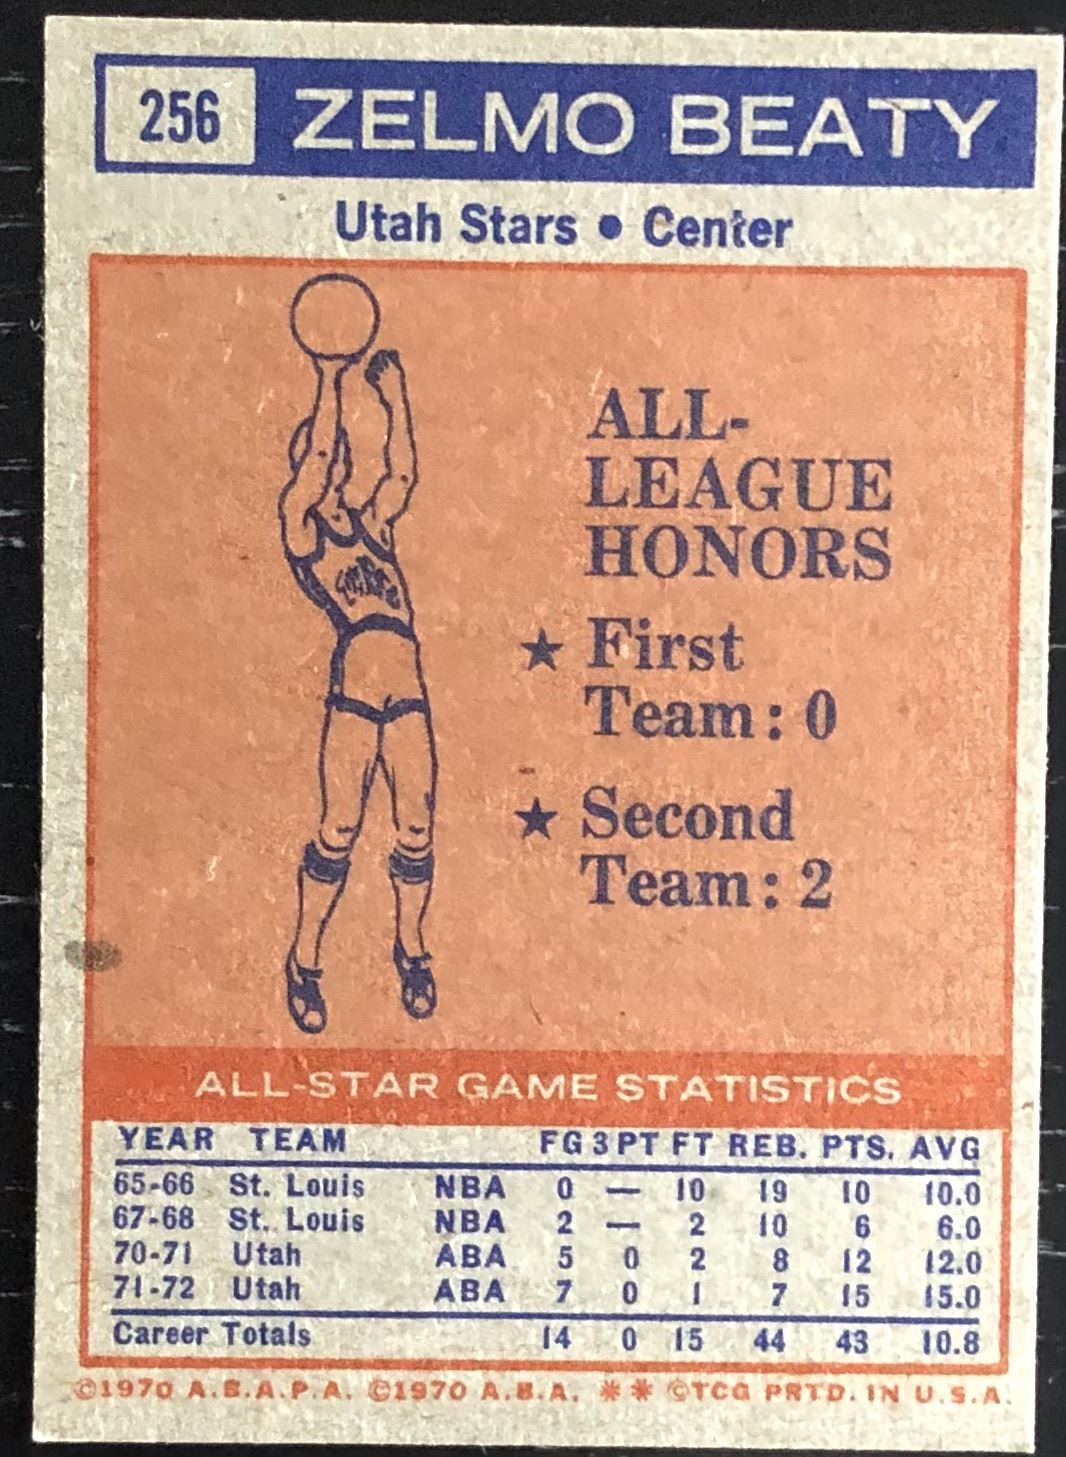 256 ZELMO BEATY
Utah Stars • Center
ALL-
LEAGUE
HONORS
★ First
Team: 0
★ Second
Team: 2
ALL-STAR GAME STATISTICS
YEAR TEAM FG 3 PT FT REB. PTS. AVG
65-66 St. Louis NBA 0 — 10 19 10 10.0
67-68 St. Louis NBA 2 — 2 10 6 6.0
70-71 Utah ABA 5 0 2 8 12 12.0
71-72 Utah ABA 7 0 1 7 15 15.0
Career Totals 14 0 15 44 43 10.8
©1970 A.B.A.P.A. ©1970 A.B.A. ** ©TCG PRTD. IN U.S.A.